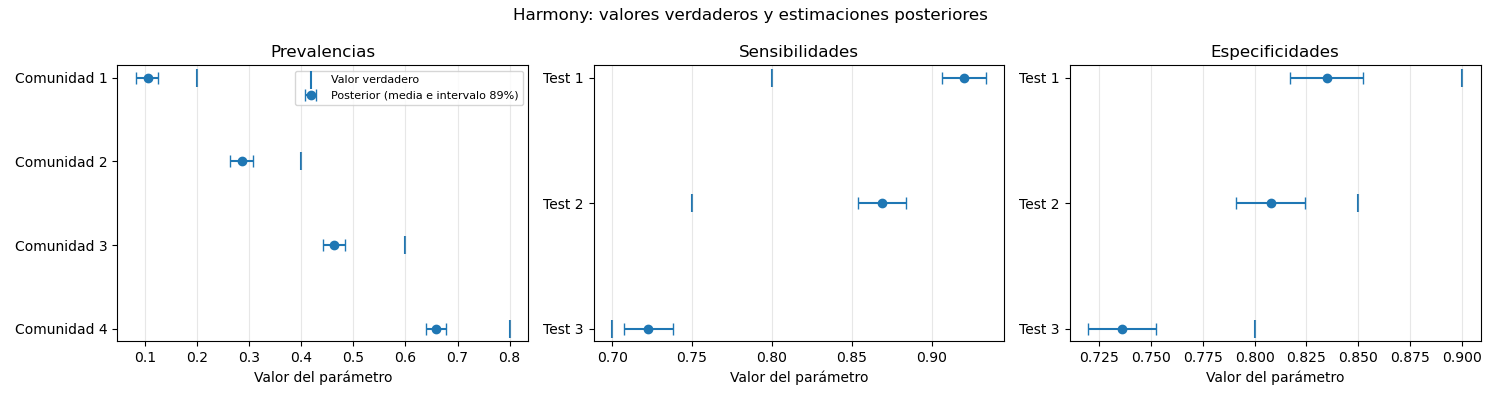 Harmony: valores verdaderos y estimaciones posteriores
Prevalencias
Comunidad 1
Comunidad 2
Comunidad 3
Comunidad 4
Valor verdadero
Posterior (media e intervalo 89%)
0.1 0.2 0.3 0.4 0.5 0.6 0.7 0.8
Valor del parámetro
Sensibilidades
Test 1
Test 2
Test 3
0.70 0.75 0.80 0.85 0.90
Valor del parámetro
Especificidades
Test 1
Test 2
Test 3
0.725 0.750 0.775 0.800 0.825 0.850 0.875 0.900
Valor del parámetro